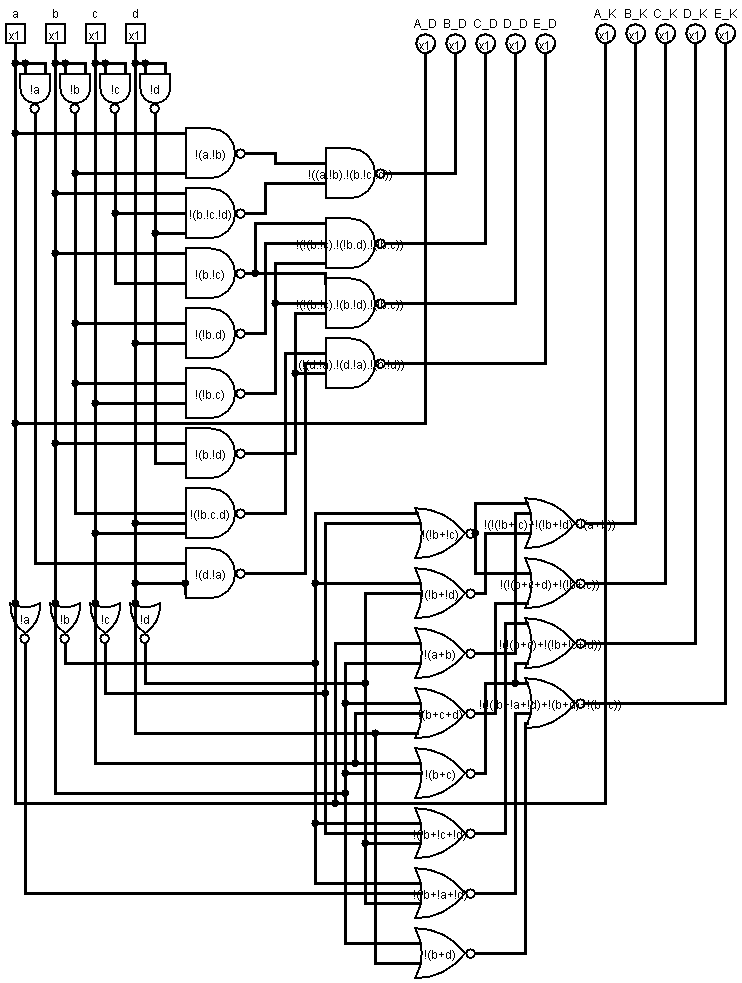 a b c d
x1 x1 x1 x1
A_D B_D C_D D_D E_D
x1 x1 x1 x1 x1
A_K B_K C_K D_K E_K
x1 x1 x1 x1 x1
!a !b !c !d
!(a.!b)
!(b.!c.!d)
!(b.!c)
!(!b.d)
!(!b.c)
!(b.!d)
!(!b.c.d)
!(d.!a)
!a !b !c !d
!(!b+!c)
!(!b+!d)
!(a+b)
!(b+c+d)
!(b+c)
!(!b+!c+!d)
!(!b+!a+!d)
!(b+d)